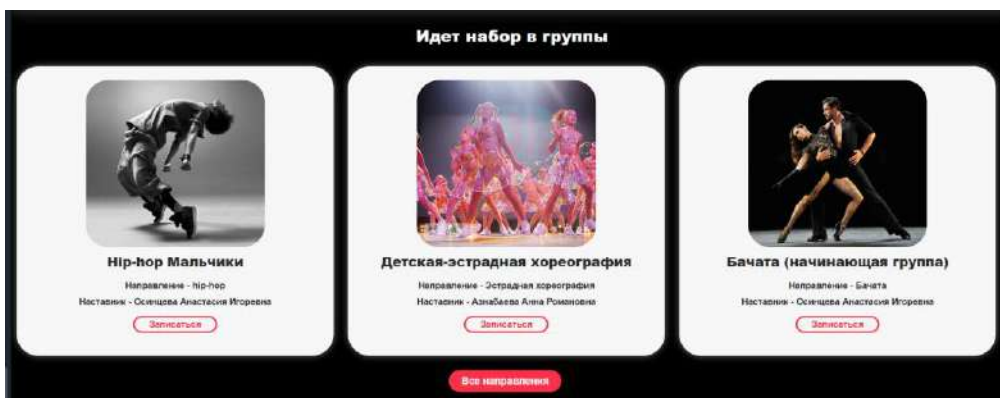 Идет набор в группы
Hip-hop Мальчики
Направление - hip-hop
Наставник - Осинцева Анастасия Игоревна
Записаться
Детская-эстрадная хореография
Направление - Эстрадная хореография
Наставник - Азнабаева Анна Романовна
Записаться
Бачата (начинающая группа)
Направление - Бачата
Наставник - Осинцева Анастасия Игоревна
Записаться
Все направления